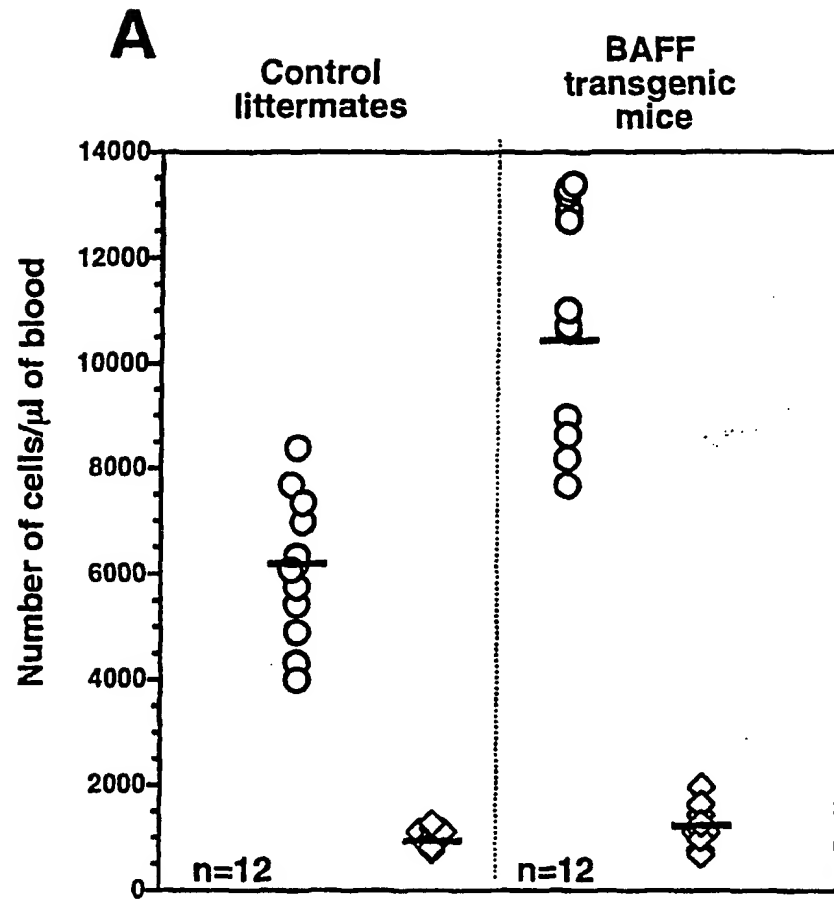 A
Control
littermates
BAFF
transgenic
mice
Number of cells/μl of blood
14000
12000
10000
8000
6000
4000
2000
0
n=12
n=12